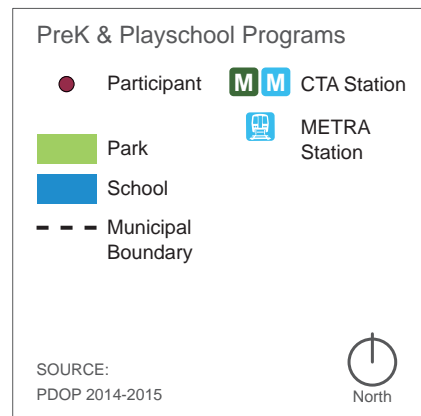 PreK & Playschool Programs
Participant
M M CTA Station
METRA
Station
Park
School
Municipal
Boundary
SOURCE:
PDOP 2014-2015
North